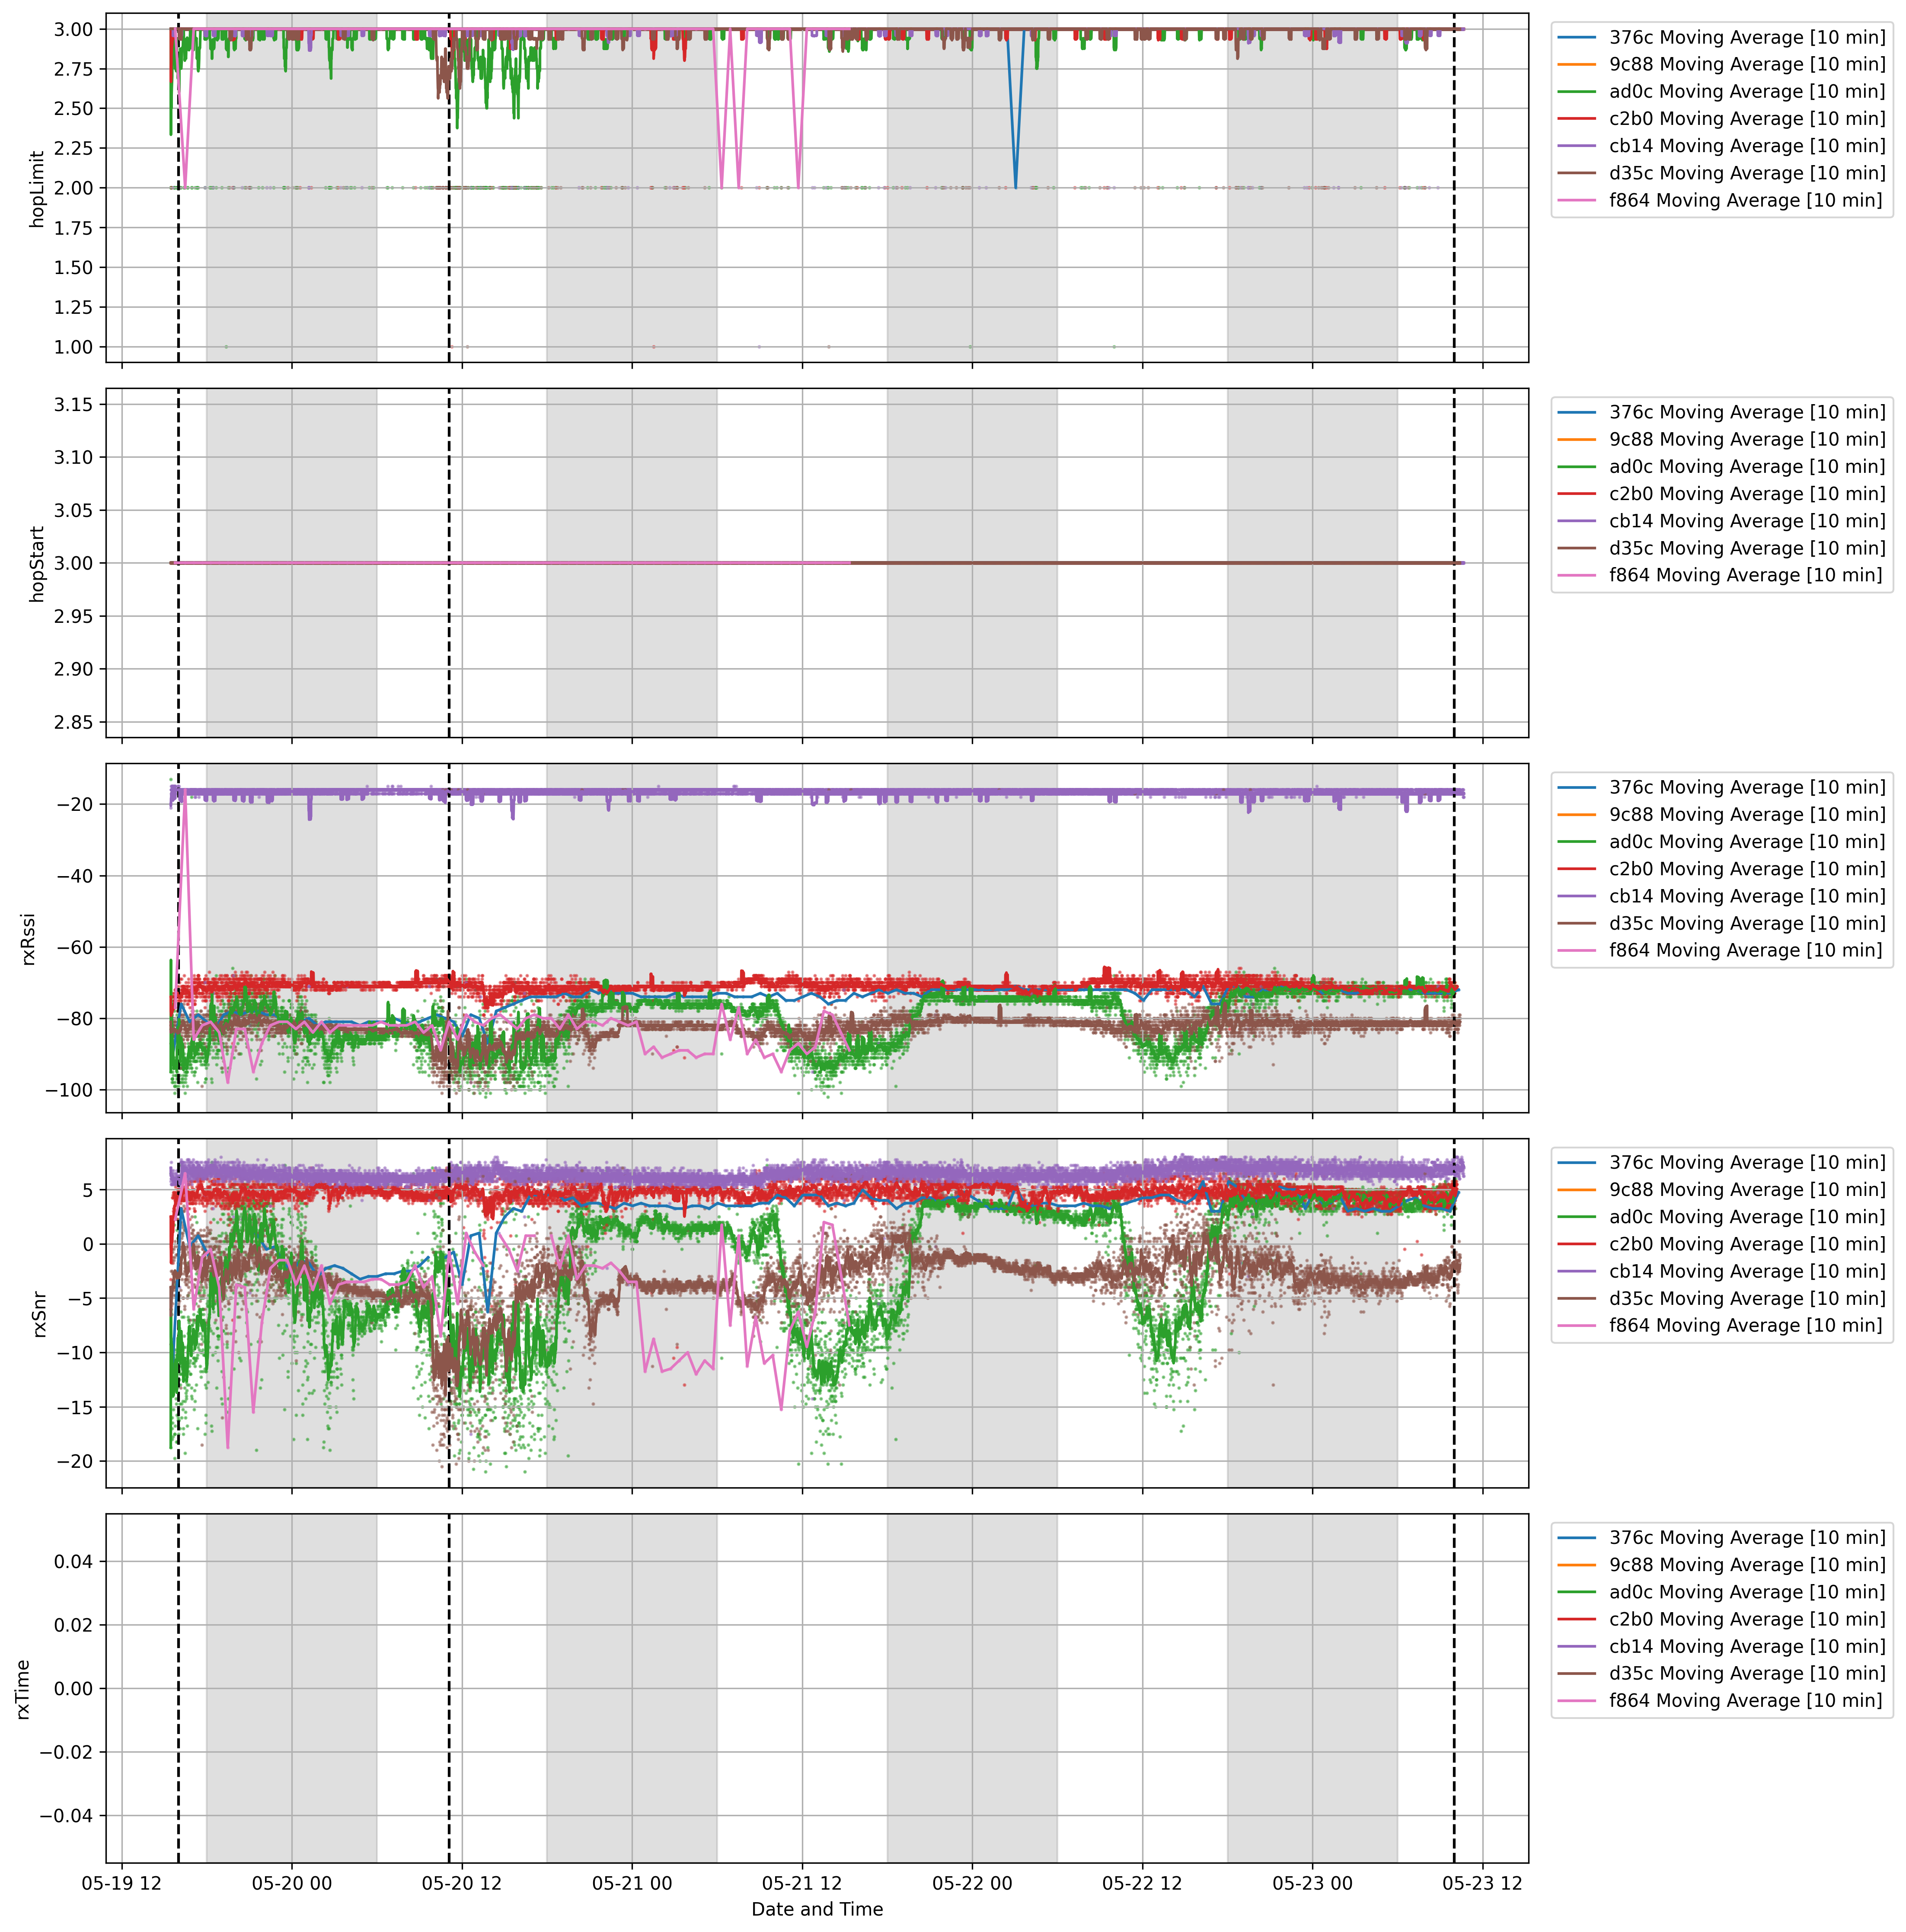 3.00
2.75
2.50
2.25
2.00
1.75
1.50
1.25
1.00
hopLimit
376c Moving Average [10 min]
9c88 Moving Average [10 min]
ad0c Moving Average [10 min]
c2b0 Moving Average [10 min]
cb14 Moving Average [10 min]
d35c Moving Average [10 min]
f864 Moving Average [10 min]
3.15
3.10
3.05
3.00
2.95
2.90
2.85
hopStart
376c Moving Average [10 min]
9c88 Moving Average [10 min]
ad0c Moving Average [10 min]
c2b0 Moving Average [10 min]
cb14 Moving Average [10 min]
d35c Moving Average [10 min]
f864 Moving Average [10 min]
−20
−40
−60
−80
−100
rxRssi
376c Moving Average [10 min]
9c88 Moving Average [10 min]
ad0c Moving Average [10 min]
c2b0 Moving Average [10 min]
cb14 Moving Average [10 min]
d35c Moving Average [10 min]
f864 Moving Average [10 min]
5
0
−5
−10
−15
−20
rxSnr
376c Moving Average [10 min]
9c88 Moving Average [10 min]
ad0c Moving Average [10 min]
c2b0 Moving Average [10 min]
cb14 Moving Average [10 min]
d35c Moving Average [10 min]
f864 Moving Average [10 min]
0.04
0.02
0.00
−0.02
−0.04
rxTime
376c Moving Average [10 min]
9c88 Moving Average [10 min]
ad0c Moving Average [10 min]
c2b0 Moving Average [10 min]
cb14 Moving Average [10 min]
d35c Moving Average [10 min]
f864 Moving Average [10 min]
05-19 12 05-20 00 05-20 12 05-21 00 05-21 12 05-22 00 05-22 12 05-23 00 05-23 12
Date and Time